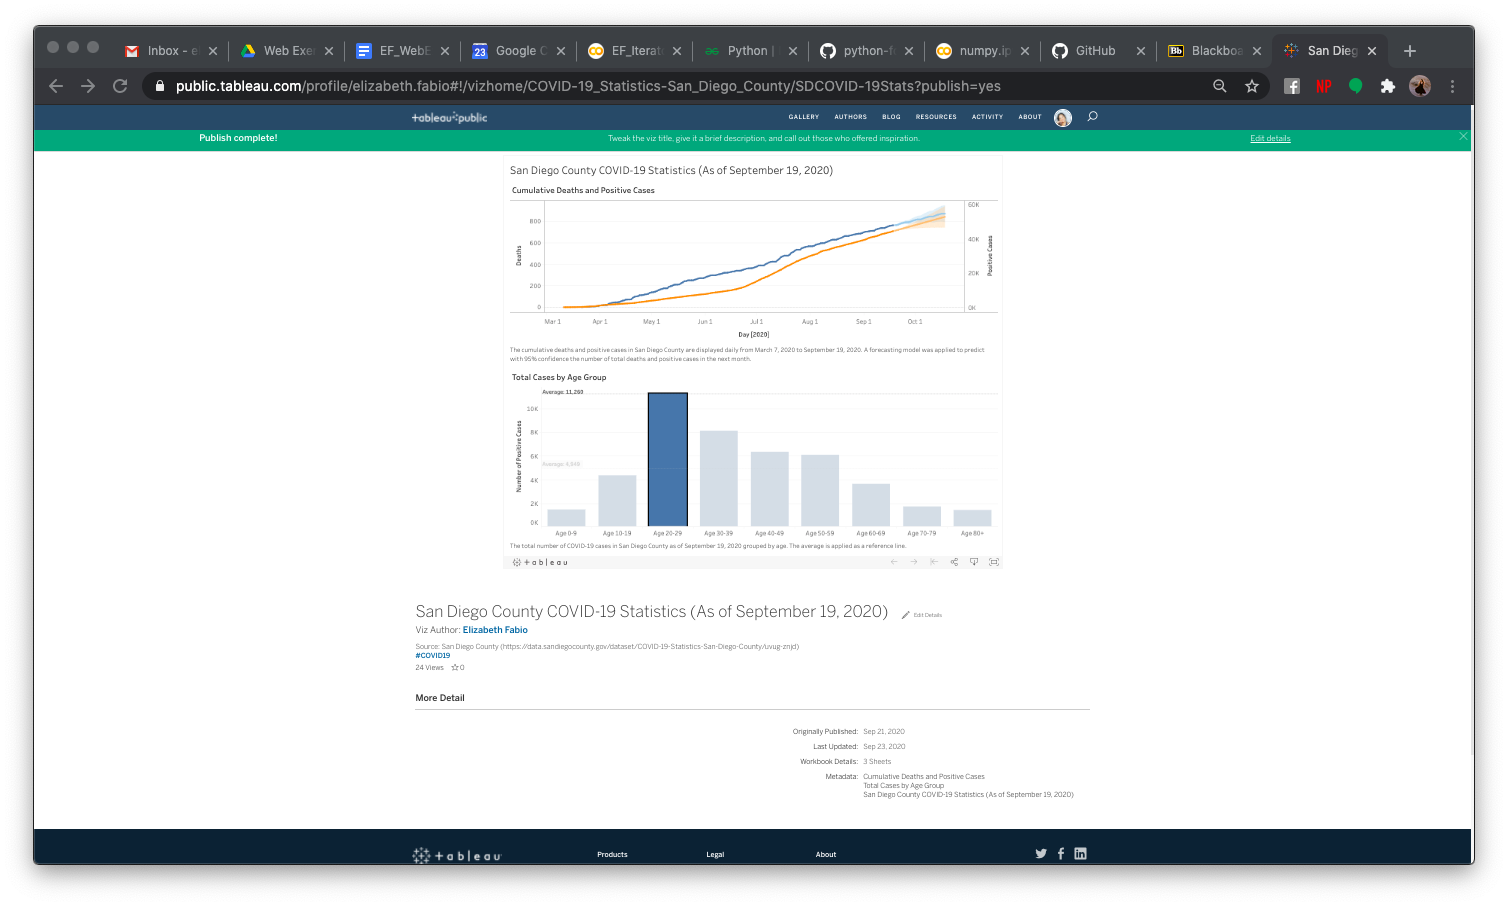 Inbox - e
Web Exer
EF_WebE
Google C
EF_Iterat
Python |
python-f
numpy.ip
GitHub
Blackboa
San Dieg
public.tableau.com/profile/elizabeth.fabio#!/vizhome/COVID-19_Statistics-San_Diego_County/SDCOVID-19Stats?publish=yes
+ableau public
GALLERY AUTHORS BLOG RESOURCES ACTIVITY ABOUT
Publish complete!
Tweak the viz title, give it a brief description, and call out those who offered inspiration.
Edit details
San Diego County COVID-19 Statistics (As of September 19, 2020)
Cumulative Deaths and Positive Cases
Deaths
800
600
400
200
0
60K
40K
20K
0K
Positive Cases
Mar 1 Apr 1 May 1 Jun 1 Jul 1 Aug 1 Sep 1 Oct 1
Day [2020]
The cumulative deaths and positive cases in San Diego County are displayed daily from March 7, 2020 to September 19, 2020. A forecasting model was applied to predict
with 95% confidence the number of total deaths and positive cases in the next month.
Total Cases by Age Group
Average: 11,260
Number of Positive Cases
10K
8K
6K
4K
2K
0K
Age 0-9 Age 10-19 Age 20-29 Age 30-39 Age 40-49 Age 50-59 Age 60-69 Age 70-79 Age 80+
The total number of COVID-19 cases in San Diego County as of September 19, 2020 grouped by age. The average is applied as a reference line.
+ a b l e a u
San Diego County COVID-19 Statistics (As of September 19, 2020)
Edit Details
Viz Author: Elizabeth Fabio
Source: San Diego County (https://data.sandiegocounty.gov/dataset/COVID-19-Statistics-San-Diego-County/uvug-znjd)
#COVID19
24 Views 0
More Detail
Originally Published: Sep 21, 2020
Last Updated: Sep 23, 2020
Workbook Details: 3 Sheets
Metadata: Cumulative Deaths and Positive Cases
Total Cases by Age Group
San Diego County COVID-19 Statistics (As of September 19, 2020)
+ a b l e a u
Products
Legal
About